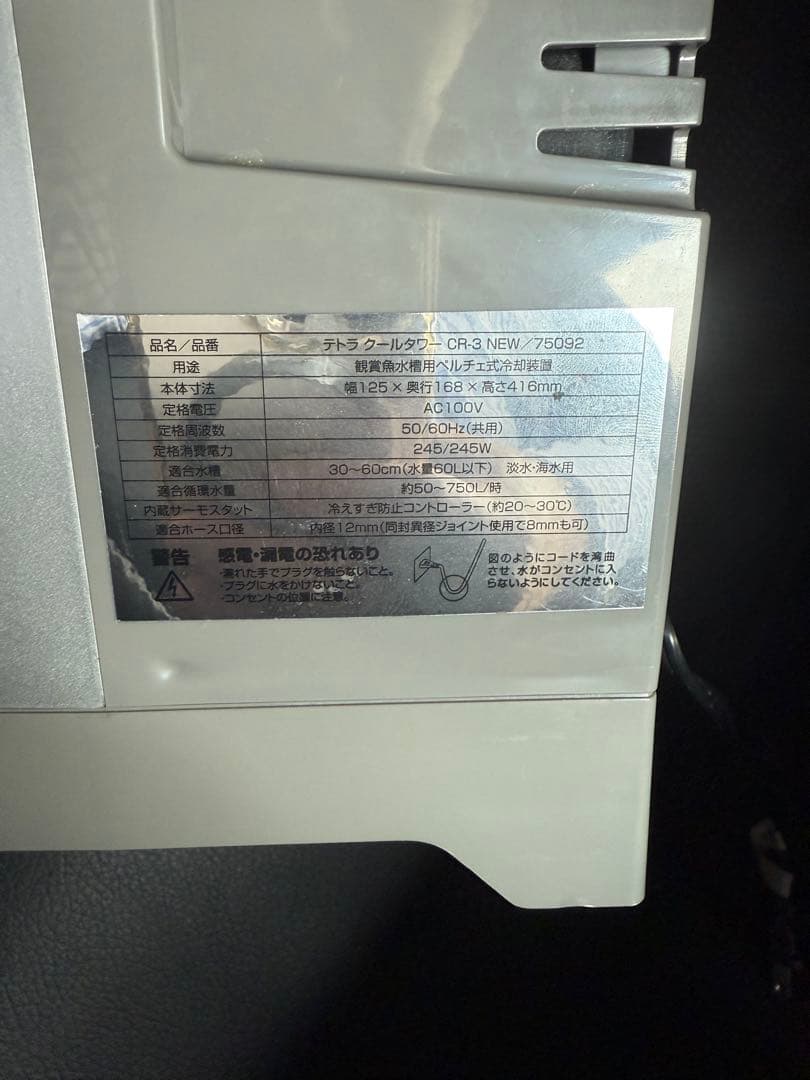 品名／品番 テトラ クールタワー CR-3 NEW／75092
用途 観賞魚水槽用ペルチェ式冷却装置
本体寸法 幅125×奥行168×高さ416mm
定格電圧 AC100V
定格周波数 50/60Hz(共用)
定格消費電力 245/245W
適合水槽 30〜60cm(水量60L以下) 淡水・海水用
適合循環水量 約50〜750L/時
内蔵サーモスタット 冷えすぎ防止コントローラー(約20〜30℃)
適合ホース口径 内径12mm(同封異径ジョイント使用で8mmも可)
警告 感電・漏電の恐れあり
・濡れた手でプラグを触らないこと。
・プラグに水をかけないこと。
・コンセントの位置に注意。
図のようにコードを湾曲
させ、水がコンセントに入
らないようにしてください。